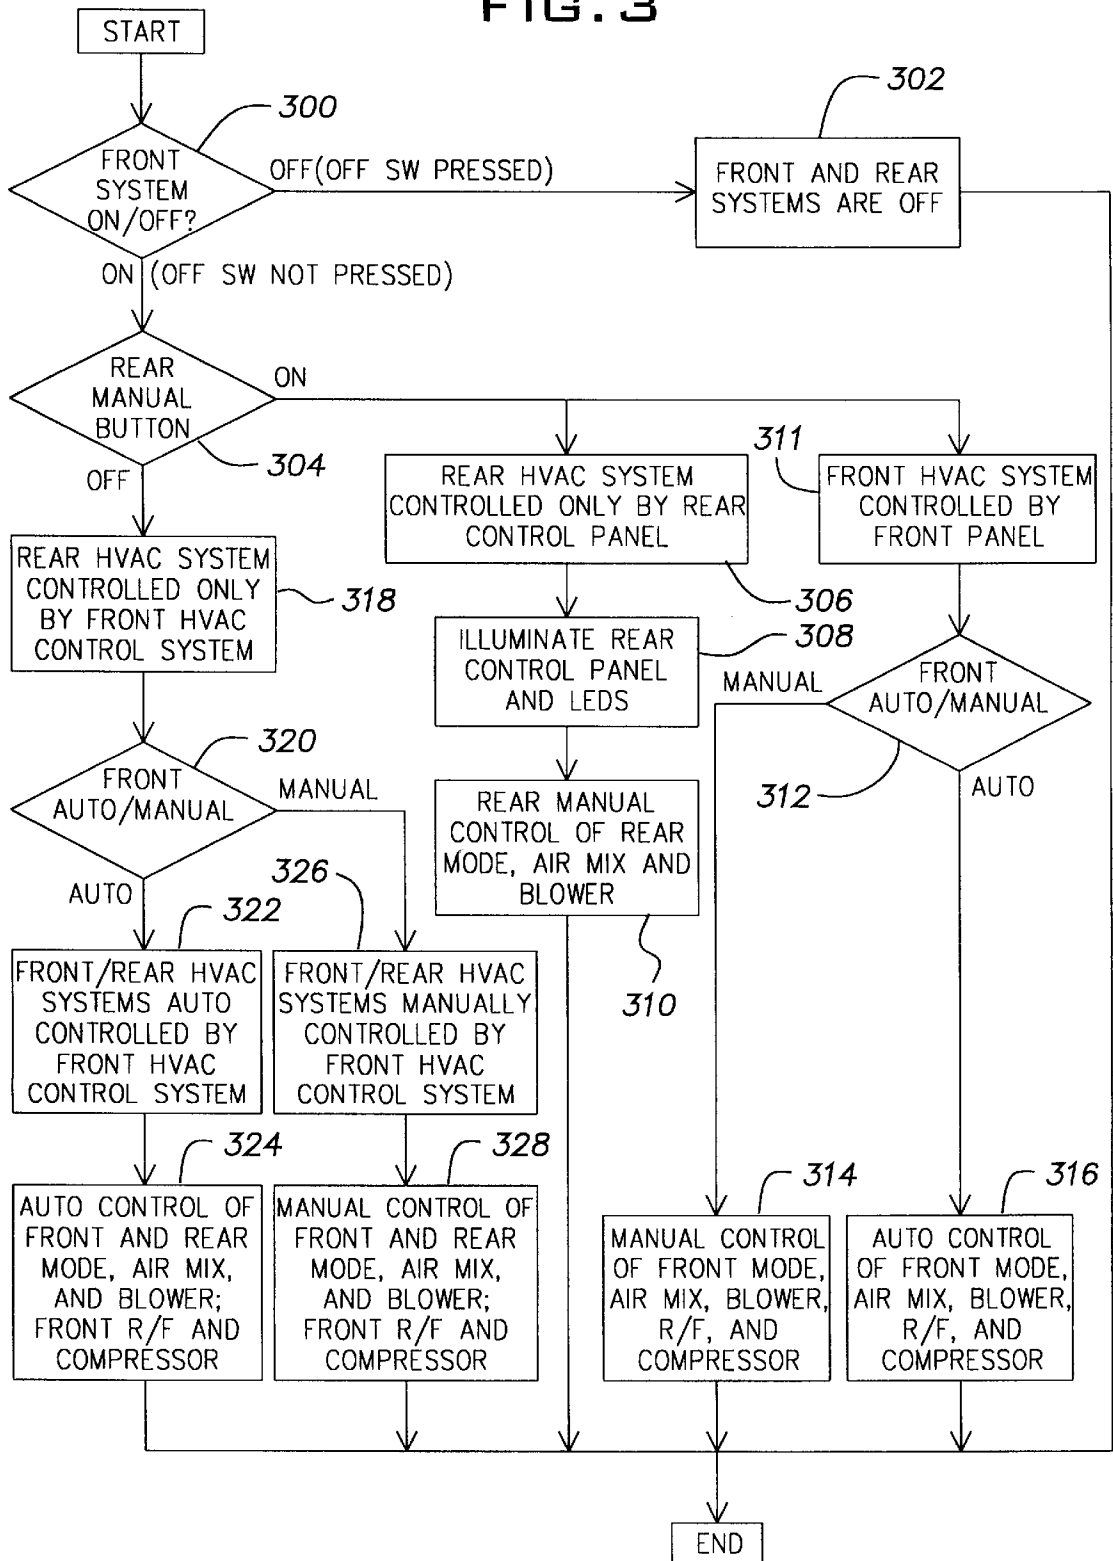 FIG. 3
START
300
302
FRONT
SYSTEM
ON/OFF?
OFF(OFF SW PRESSED)
FRONT AND REAR
SYSTEMS ARE OFF
ON (OFF SW NOT PRESSED)
REAR
MANUAL
BUTTON
ON
304
OFF
311
REAR HVAC SYSTEM
CONTROLLED ONLY BY REAR
CONTROL PANEL
FRONT HVAC SYSTEM
CONTROLLED BY
FRONT PANEL
REAR HVAC SYSTEM
CONTROLLED ONLY
BY FRONT HVAC
CONTROL SYSTEM
318
306
308
ILLUMINATE REAR
CONTROL PANEL
AND LEDS
MANUAL
FRONT
AUTO/MANUAL
312
AUTO
320
FRONT
AUTO/MANUAL
MANUAL
AUTO
REAR MANUAL
CONTROL OF REAR
MODE, AIR MIX AND
BLOWER
310
322
326
FRONT/REAR HVAC
SYSTEMS AUTO
CONTROLLED BY
FRONT HVAC
CONTROL SYSTEM
FRONT/REAR HVAC
SYSTEMS MANUALLY
CONTROLLED BY
FRONT HVAC
CONTROL SYSTEM
324
328
314
316
AUTO CONTROL OF
FRONT AND REAR
MODE, AIR MIX,
AND BLOWER;
FRONT R/F AND
COMPRESSOR
MANUAL CONTROL OF
FRONT AND REAR
MODE, AIR MIX,
AND BLOWER;
FRONT R/F AND
COMPRESSOR
MANUAL CONTROL
OF FRONT MODE,
AIR MIX, BLOWER,
R/F, AND
COMPRESSOR
AUTO CONTROL
OF FRONT MODE,
AIR MIX, BLOWER,
R/F, AND
COMPRESSOR
END